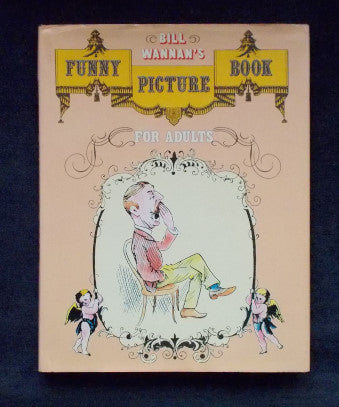 BILL
WANNAN'S
FUNNY PICTURE BOOK
FOR ADULTS